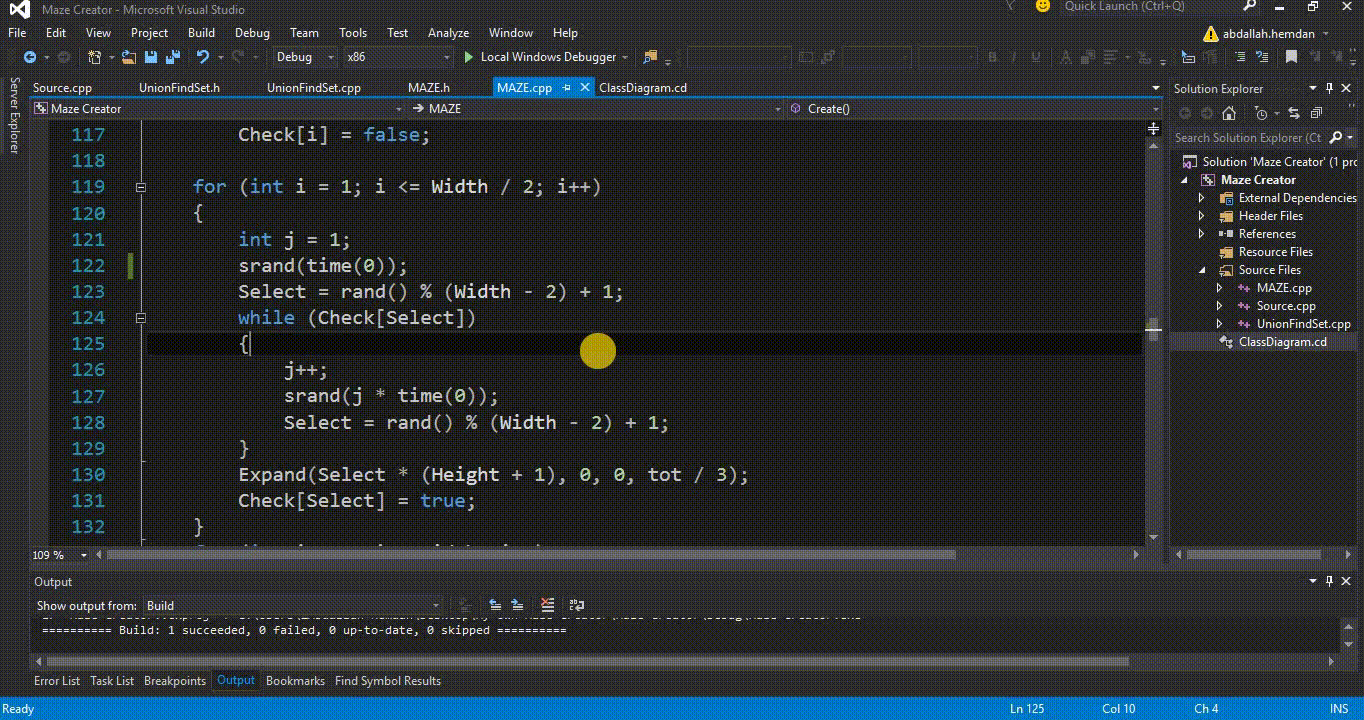 Maze Creator - Microsoft Visual Studio
Quick Launch (Ctrl+Q)
File Edit View Project Build Debug Team Tools Test Analyze Window Help
abdallah.hemdan
Debug x86 Local Windows Debugger
Server Explorer
Source.cpp UnionFindSet.h UnionFindSet.cpp MAZE.h MAZE.cpp ClassDiagram.cd
Maze Creator MAZE Create()
117 Check[i] = false;
118
119 for (int i = 1; i <= Width / 2; i++)
120 {
121 int j = 1;
122 srand(time(0));
123 Select = rand() % (Width - 2) + 1;
124 while (Check[Select])
125 {
126 j++;
127 srand(j * time(0));
128 Select = rand() % (Width - 2) + 1;
129 }
130 Expand(Select * (Height + 1), 0, 0, tot / 3);
131 Check[Select] = true;
132 }
109 %
Solution Explorer
Search Solution Explorer (Ct
Solution 'Maze Creator' (1 proj
Maze Creator
External Dependencies
Header Files
References
Resource Files
Source Files
MAZE.cpp
Source.cpp
UnionFindSet.cpp
ClassDiagram.cd
Output
Show output from: Build
========== Build: 1 succeeded, 0 failed, 0 up-to-date, 0 skipped ==========
Error List Task List Breakpoints Output Bookmarks Find Symbol Results
Ready Ln 125 Col 10 Ch 4 INS